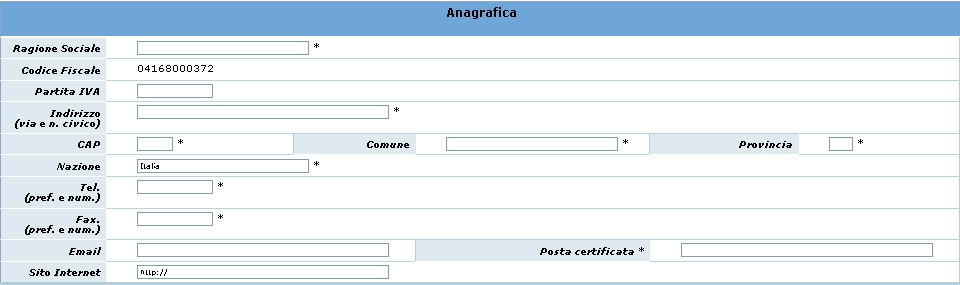 Anagrafica
Ragione Sociale *
Codice Fiscale 04168000372
Partita IVA
Indirizzo
(via e n. civico) *
CAP * Comune * Provincia *
Nazione Italia *
Tel.
(pref. e num.) *
Fax.
(pref. e num.) *
Email Posta certificata *
Sito Internet http://